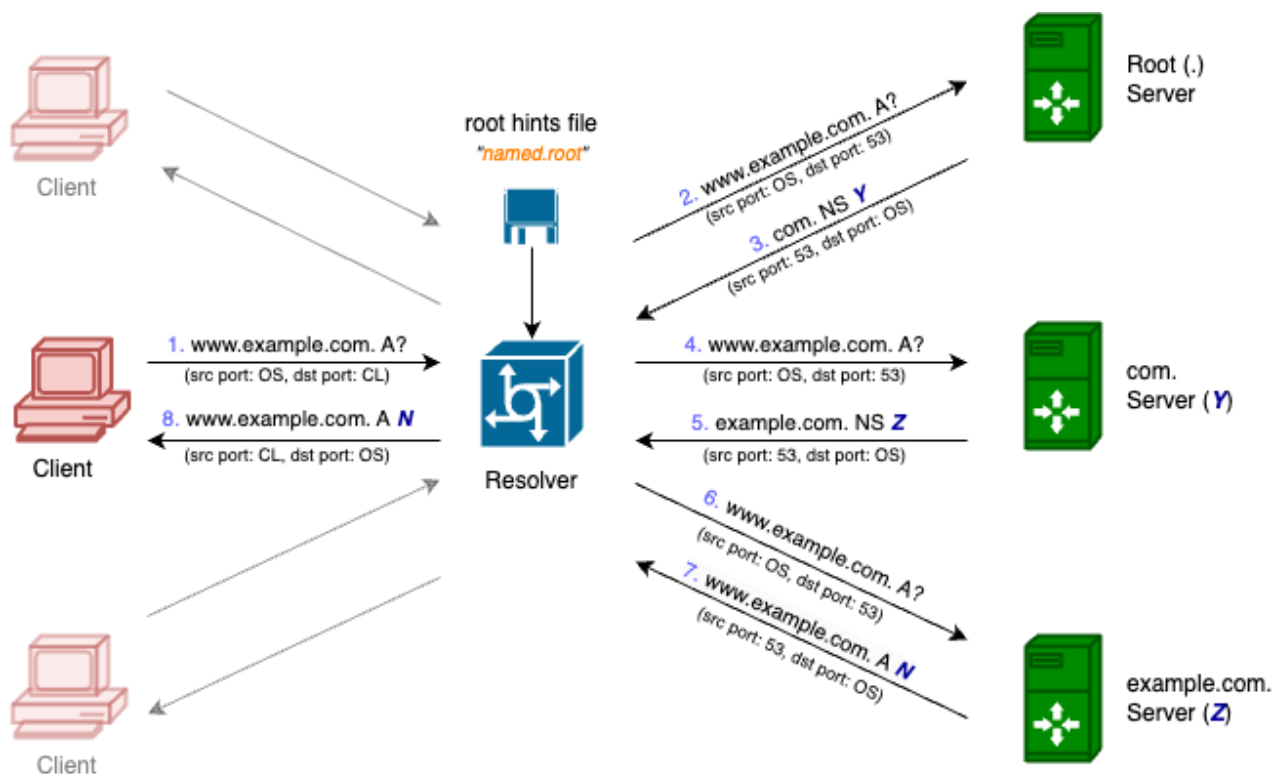 Client
root hints file
"named.root"
2. www.example.com. A?
(src port: OS, dst port: 53)
3. com. NS Y
(src port: 53, dst port: OS)
Root (.)
Server
1. www.example.com. A?
(src port: OS, dst port: CL)
8. www.example.com. A N
(src port: CL, dst port: OS)
Client
Resolver
4. www.example.com. A?
(src port: OS, dst port: 53)
5. example.com. NS Z
(src port: 53, dst port: OS)
com.
Server (Y)
6. www.example.com. A?
(src port: OS, dst port: 53)
7. www.example.com. A N
(src port: 53, dst port: OS)
example.com.
Server (Z)
Client